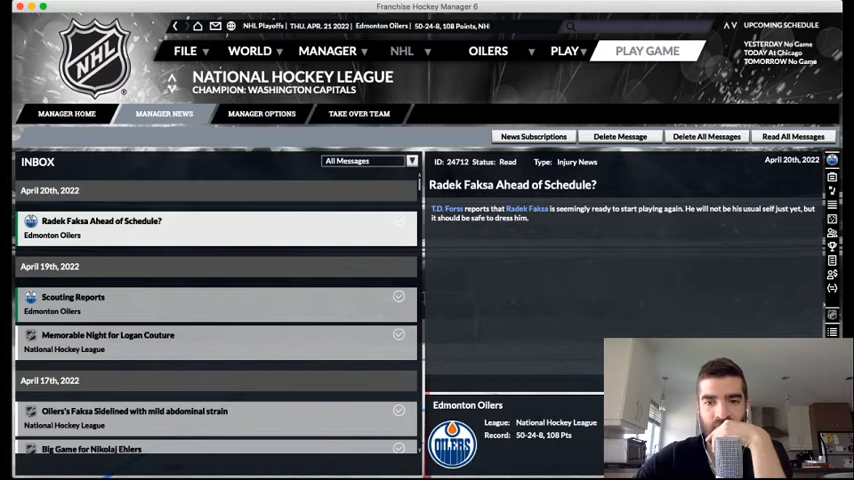 Franchise Hockey Manager 6
NHL Playoffs | THU. APR. 21 2022 | Edmonton Oilers | 50-24-8, 108 Points, NH
UPCOMING SCHEDULE
YESTERDAY No Game
TODAY At Chicago
TOMORROW No Game
NHL
FILE WORLD MANAGER NHL OILERS PLAY PLAY GAME
NATIONAL HOCKEY LEAGUE
CHAMPION: WASHINGTON CAPITALS
MANAGER HOME MANAGER NEWS MANAGER OPTIONS TAKE OVER TEAM
News Subscriptions Delete Message Delete All Messages Read All Messages
INBOX All Messages
April 20th, 2022
Radek Faksa Ahead of Schedule?
Edmonton Oilers
April 19th, 2022
Scouting Reports
Edmonton Oilers
Memorable Night for Logan Couture
National Hockey League
April 17th, 2022
Oilers's Faksa Sidelined with mild abdominal strain
National Hockey League
Big Game for Nikolaj Ehlers
ID: 24712 Status: Read Type: Injury News April 20th, 2022
Radek Faksa Ahead of Schedule?
T.D. Forss reports that Radek Faksa is seemingly ready to start playing again. He will not be his usual self just yet, but
it should be safe to dress him.
Edmonton Oilers
League: National Hockey League
Record: 50-24-8, 108 Pts
OILERS